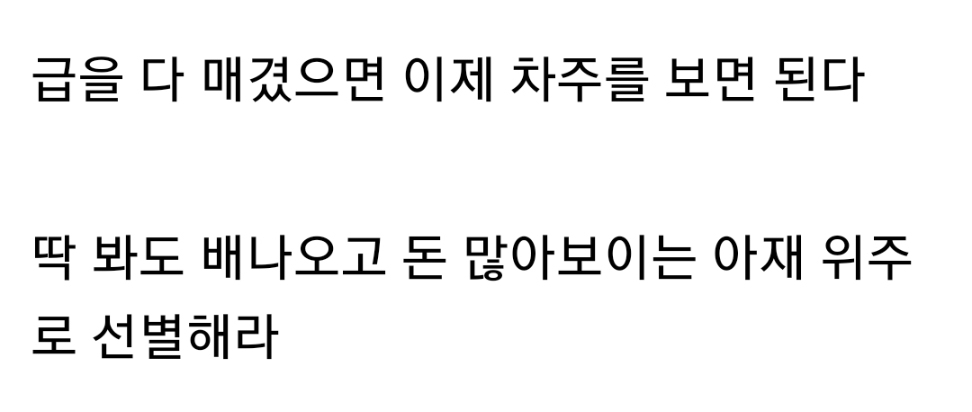 급을 다 매겼으면 이제 차주를 보면 된다
딱 봐도 배나오고 돈 많아보이는 아재 위주
로 선별해라